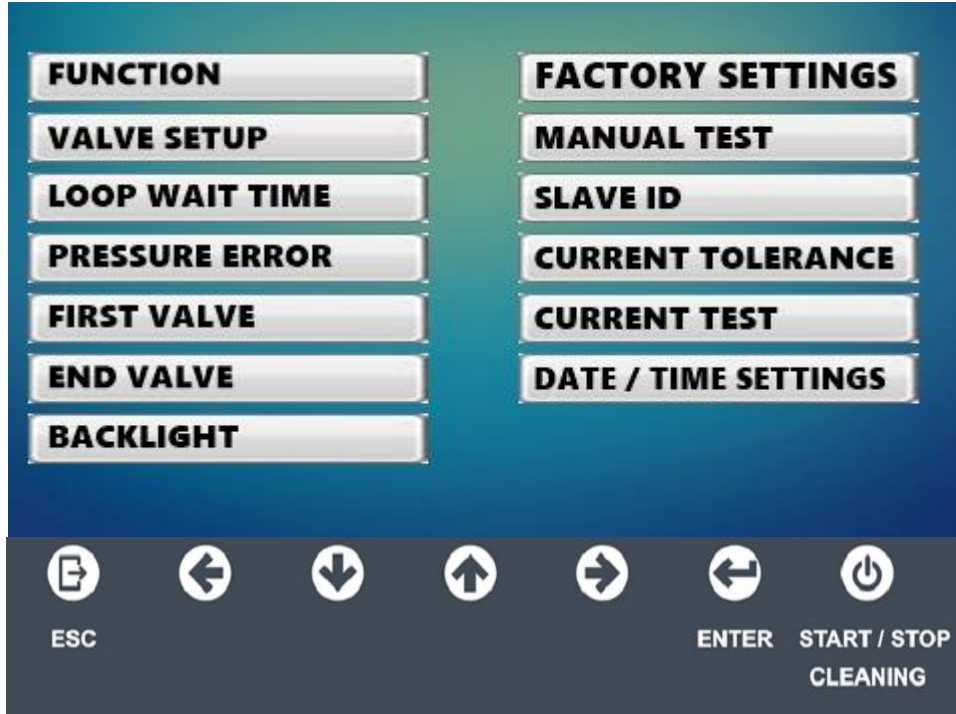 FUNCTION
VALVE SETUP
LOOP WAIT TIME
PRESSURE ERROR
FIRST VALVE
END VALVE
BACKLIGHT
FACTORY SETTINGS
MANUAL TEST
SLAVE ID
CURRENT TOLERANCE
CURRENT TEST
DATE / TIME SETTINGS
ESC
ENTER
START / STOP
CLEANING